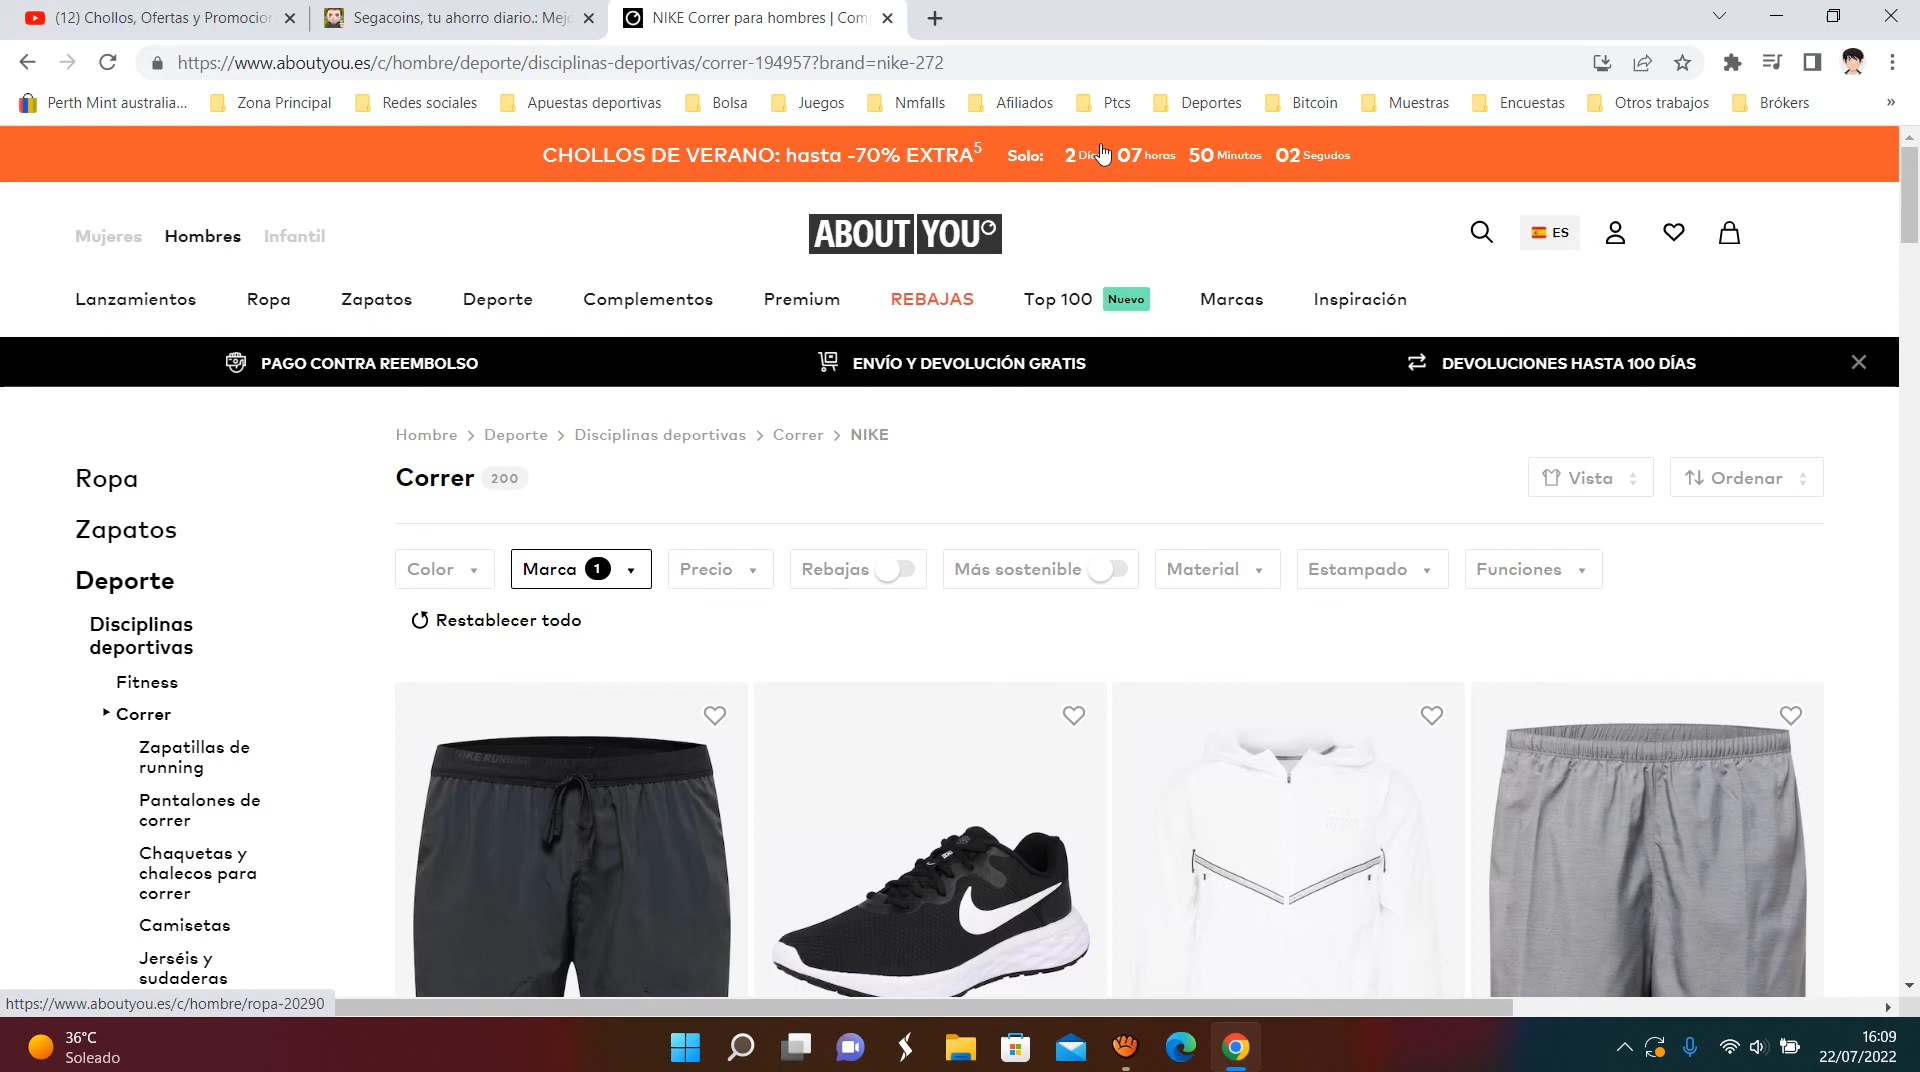 (12) Chollos, Ofertas y Promocion
Segacoins, tu ahorro diario.: Mejo
NIKE Correr para hombres | Com
https://www.aboutyou.es/c/hombre/deporte/disciplinas-deportivas/correr-194957?brand=nike-272
Perth Mint australia... Zona Principal Redes sociales Apuestas deportivas Bolsa Juegos Nmfalls Afiliados Ptcs Deportes Bitcoin Muestras Encuestas Otros trabajos Brókers »
CHOLLOS DE VERANO: hasta -70% EXTRA5 Solo: 2 07 horas 50 Minutos 02 Segudos
Mujeres Hombres Infantil
ABOUT YOU
ES
Lanzamientos Ropa Zapatos Deporte Complementos Premium REBAJAS Top 100 Nuevo Marcas Inspiración
PAGO CONTRA REEMBOLSO ENVÍO Y DEVOLUCIÓN GRATIS DEVOLUCIONES HASTA 100 DÍAS
Hombre > Deporte > Disciplinas deportivas > Correr > NIKE
Correr 200
Vista Ordenar
Color Marca 1 Precio Rebajas Más sostenible Material Estampado Funciones
Restablecer todo
Ropa
Zapatos
Deporte
Disciplinas
deportivas
Fitness
Correr
Zapatillas de
running
Pantalones de
correr
Chaquetas y
chalecos para
correr
Camisetas
Jerséis y
sudaderas
NIKE RUNNING
https://www.aboutyou.es/c/hombre/ropa-20290
36°C
Soleado
16:09
22/07/2022